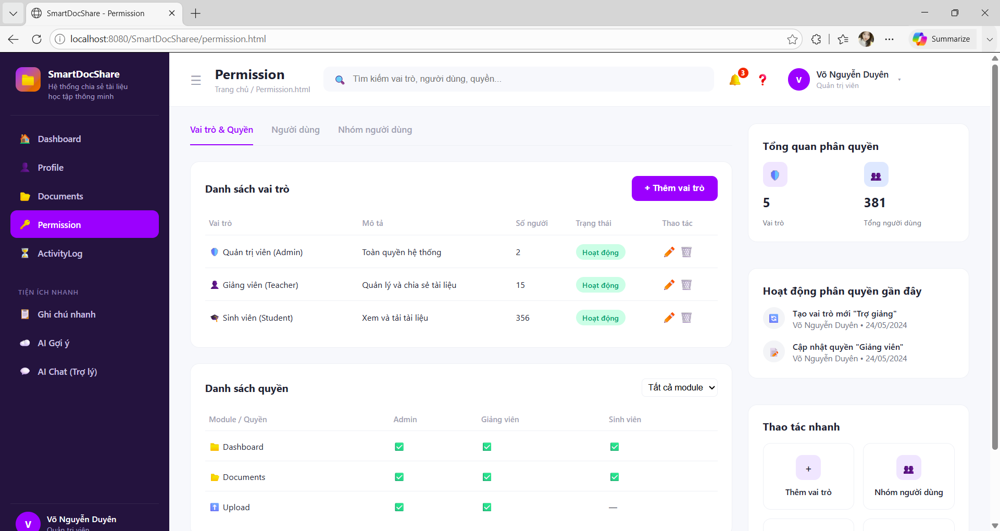 SmartDocShare - Permission
localhost:8080/SmartDocSharee/permission.html
Summarize
SmartDocShare
Hệ thống chia sẻ tài liệu
học tập thông minh
Dashboard
Profile
Documents
Permission
ActivityLog
TIỆN ÍCH NHANH
Ghi chú nhanh
AI Gợi ý
AI Chat (Trợ lý)
V
Võ Nguyễn Duyên
Quản trị viên
Permission
Trang chủ / Permission.html
Tìm kiếm vai trò, người dùng, quyền...
3
V
Võ Nguyễn Duyên
Quản trị viên
Vai trò & Quyền
Người dùng
Nhóm người dùng
Danh sách vai trò
+ Thêm vai trò
Vai trò Mô tả Số người Trạng thái Thao tác
Quản trị viên (Admin) Toàn quyền hệ thống 2 Hoạt động
Giảng viên (Teacher) Quản lý và chia sẻ tài liệu 15 Hoạt động
Sinh viên (Student) Xem và tải tài liệu 356 Hoạt động
Danh sách quyền
Tất cả module
Module / Quyền Admin Giảng viên Sinh viên
Dashboard
Documents
Upload —
Tổng quan phân quyền
5
Vai trò
381
Tổng người dùng
Hoạt động phân quyền gần đây
Tạo vai trò mới "Trợ giảng"
Võ Nguyễn Duyên • 24/05/2024
Cập nhật quyền "Giảng viên"
Võ Nguyễn Duyên • 24/05/2024
Thao tác nhanh
+
Thêm vai trò
Nhóm người dùng